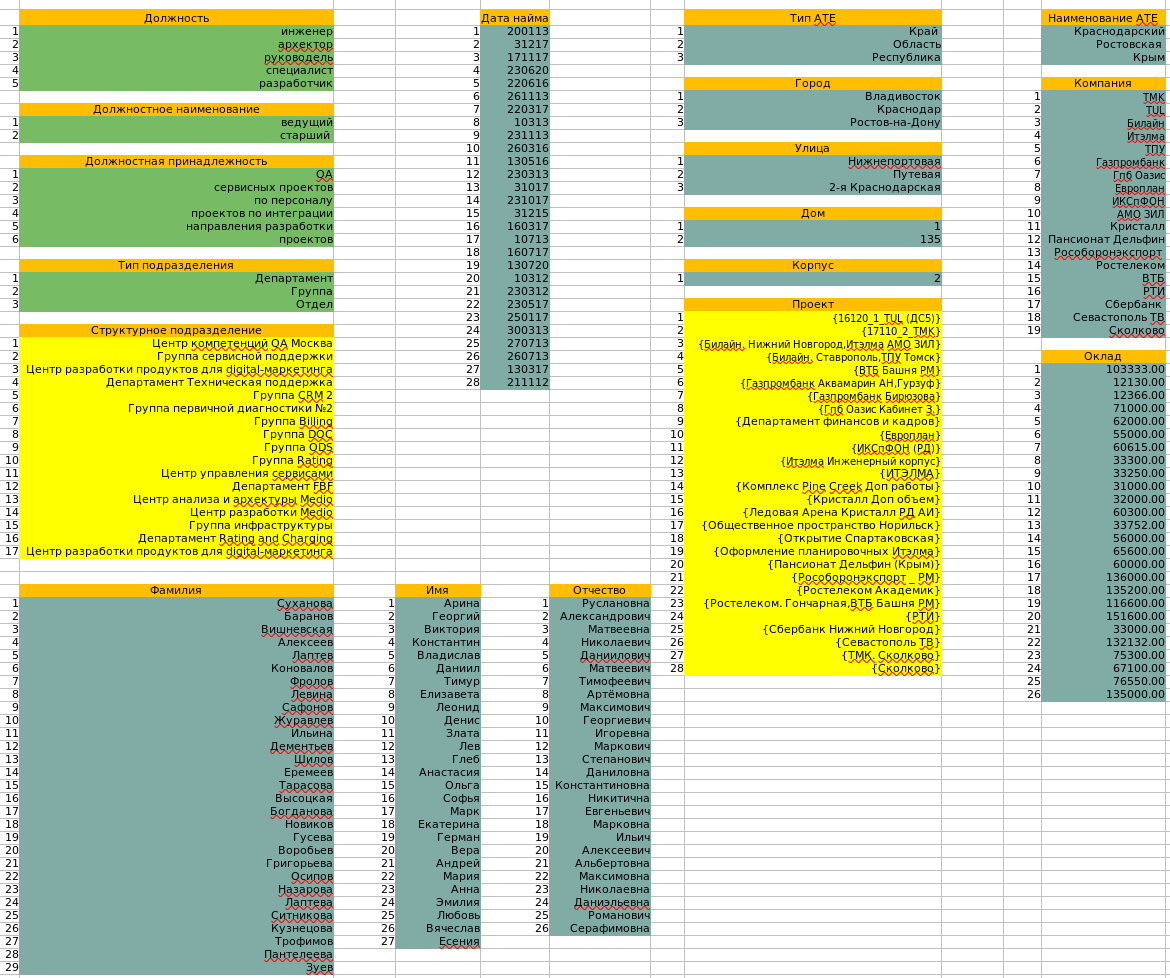 Должность
1 инженер
2 архектор
3 руководель
4 специалист
5 разработчик
Должностное наименование
1 ведущий
2 старший
Должностная принадлежность
1 QA
2 сервисных проектов
3 по персоналу
4 проектов по интеграции
5 направления разработки
6 проектов
Тип подразделения
1 Департамент
2 Группа
3 Отдел
Структурное подразделение
1 Центр компетенций QA Москва
2 Группа сервисной поддержки
3 Центр разработки продуктов для digital-маркетинга
4 Департамент Техническая поддержка
5 Группа CRM 2
6 Группа первичной диагностики №2
7 Группа Billing
8 Группа DOC
9 Группа ODS
10 Группа Rating
11 Центр управления сервисами
12 Департамент FBF
13 Центр анализа и архектуры Medio
14 Центр разработки Medio
15 Группа инфраструктуры
16 Департамент Rating and Charging
17 Центр разработки продуктов для digital-маркетинга
Дата найма
1 200113
2 31217
3 171117
4 230620
5 220616
6 261113
7 220317
8 10313
9 231113
10 260316
11 130516
12 230313
13 31017
14 231017
15 31215
16 160317
17 10713
18 160717
19 130720
20 10312
21 230312
22 230517
23 250117
24 300313
25 270713
26 260713
27 130317
28 211112
Тип АТЕ
1 Край
2 Область
3 Республика
Город
1 Владивосток
2 Краснодар
3 Ростов-на-Дону
Улица
1 Нижнепортовая
2 Путевая
3 2-я Краснодарская
Дом
1 1
2 135
Корпус
1 2
Проект
1 {16120_1_TUL (ДС5)}
2 {17110_2_TMK}
3 {Билайн, Нижний Новгород,Итэлма АМО ЗИЛ}
4 {Билайн, Ставрополь,ТПУ Томск}
5 {ВТБ Башня РМ}
6 {Газпромбанк Аквамарин АН,Гурзуф}
7 {Газпромбанк Бирюзова}
8 {Гпб Оазис Кабинет З.}
9 {Департамент финансов и кадров}
10 {Европлан}
11 {ИКСпФОН (РД)}
12 {Итэлма Инженерный корпус}
13 {ИТЭЛМА}
14 {Комплекс Pine Creek Доп работы}
15 {Кристалл Доп объем}
16 {Ледовая Арена Кристалл РД АИ}
17 {Общественное пространство Норильск}
18 {Открытие Спартаковская}
19 {Оформление планировочных Итэлма}
20 {Пансионат Дельфин (Крым)}
21 {Рособоронэкспорт _ РМ}
22 {Ростелеком Академик}
23 {Ростелеком. Гончарная,ВТБ Башня РМ}
24 {РТИ}
25 {Сбербанк Нижний Новгород}
26 {Севастополь ТВ}
27 {ТМК. Сколково}
28 {Сколково}
Наименование АТЕ
Краснодарский
Ростовская
Крым
Компания
1 TMK
2 TUL
3 Билайн
4 Итэлма
5 ТПУ
6 Газпромбанк
7 Гпб Оазис
8 Европлан
9 ИКСпФОН
10 АМО ЗИЛ
11 Кристалл
12 Пансионат Дельфин
13 Рособоронэкспорт
14 Ростелеком
15 ВТБ
16 РТИ
17 Сбербанк
18 Севастополь ТВ
19 Сколково
Оклад
1 103333.00
2 12130.00
3 12366.00
4 71000.00
5 62000.00
6 55000.00
7 60615.00
8 33300.00
9 33250.00
10 31000.00
11 32000.00
12 60300.00
13 33752.00
14 56000.00
15 65600.00
16 60000.00
17 136000.00
18 135200.00
19 116600.00
20 151600.00
21 33000.00
22 132132.00
23 75300.00
24 67100.00
25 76550.00
26 135000.00
Фамилия
1 Суханова
2 Баранов
3 Вишневская
4 Алексеев
5 Лаптев
6 Коновалов
7 Фролов
8 Левина
9 Сафонов
10 Журавлев
11 Ильина
12 Дементьев
13 Шилов
14 Еремеев
15 Тарасова
16 Высоцкая
17 Богданова
18 Новиков
19 Гусева
20 Воробьев
21 Григорьева
22 Осипов
23 Назарова
24 Лаптева
25 Ситникова
26 Кузнецова
27 Трофимов
28 Пантелеева
29 Зуев
Имя
1 Арина
2 Георгий
3 Виктория
4 Константин
5 Владислав
6 Даниил
7 Тимур
8 Елизавета
9 Леонид
10 Денис
11 Злата
12 Лев
13 Глеб
14 Анастасия
15 Ольга
16 Софья
17 Марк
18 Екатерина
19 Герман
20 Вера
21 Андрей
22 Мария
23 Анна
24 Эмилия
25 Любовь
26 Вячеслав
27 Есения
Отчество
1 Руслановна
2 Александрович
3 Матвеевна
4 Николаевич
5 Даниилович
6 Матвеевич
7 Тимофеевич
8 Артёмовна
9 Максимович
10 Георгиевич
11 Игоревна
12 Маркович
13 Степанович
14 Даниловна
15 Константиновна
16 Никитична
17 Евгеньевич
18 Марковна
19 Ильич
20 Алексеевич
21 Альбертовна
22 Максимовна
23 Николаевна
24 Даниэльевна
25 Романович
26 Серафимовна